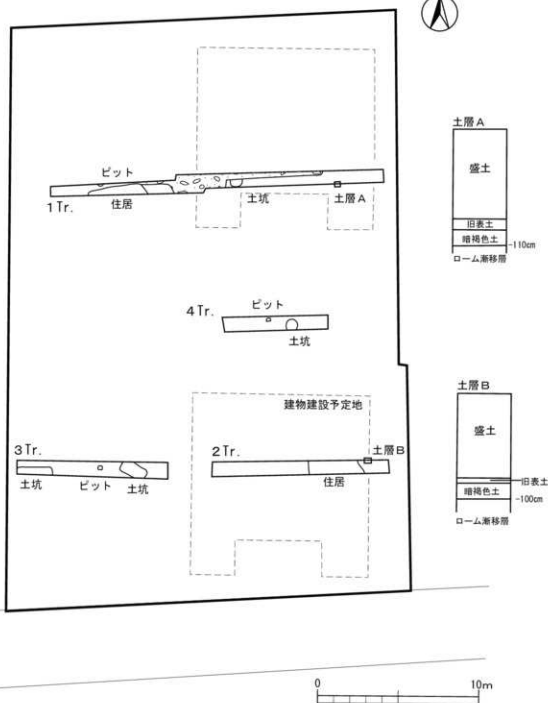 土層A
盛土
旧表土
暗褐色土
-110cm
ローム漸移層
ピット
1Tr.
住居
土坑
土層A
4Tr.
ピット
土坑
建物建設予定地
3Tr.
土坑
ピット
土坑
2Tr.
土層B
住居
土層B
盛土
旧表土
暗褐色土
-100cm
ローム漸移層
0
10m